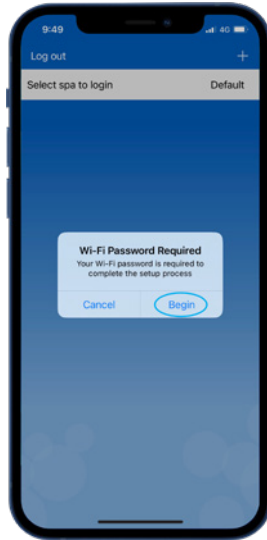 9:49
4G
Log out +
Select spa to login Default
Wi-Fi Password Required
Your Wi-Fi password is required to
complete the setup process
Cancel Begin